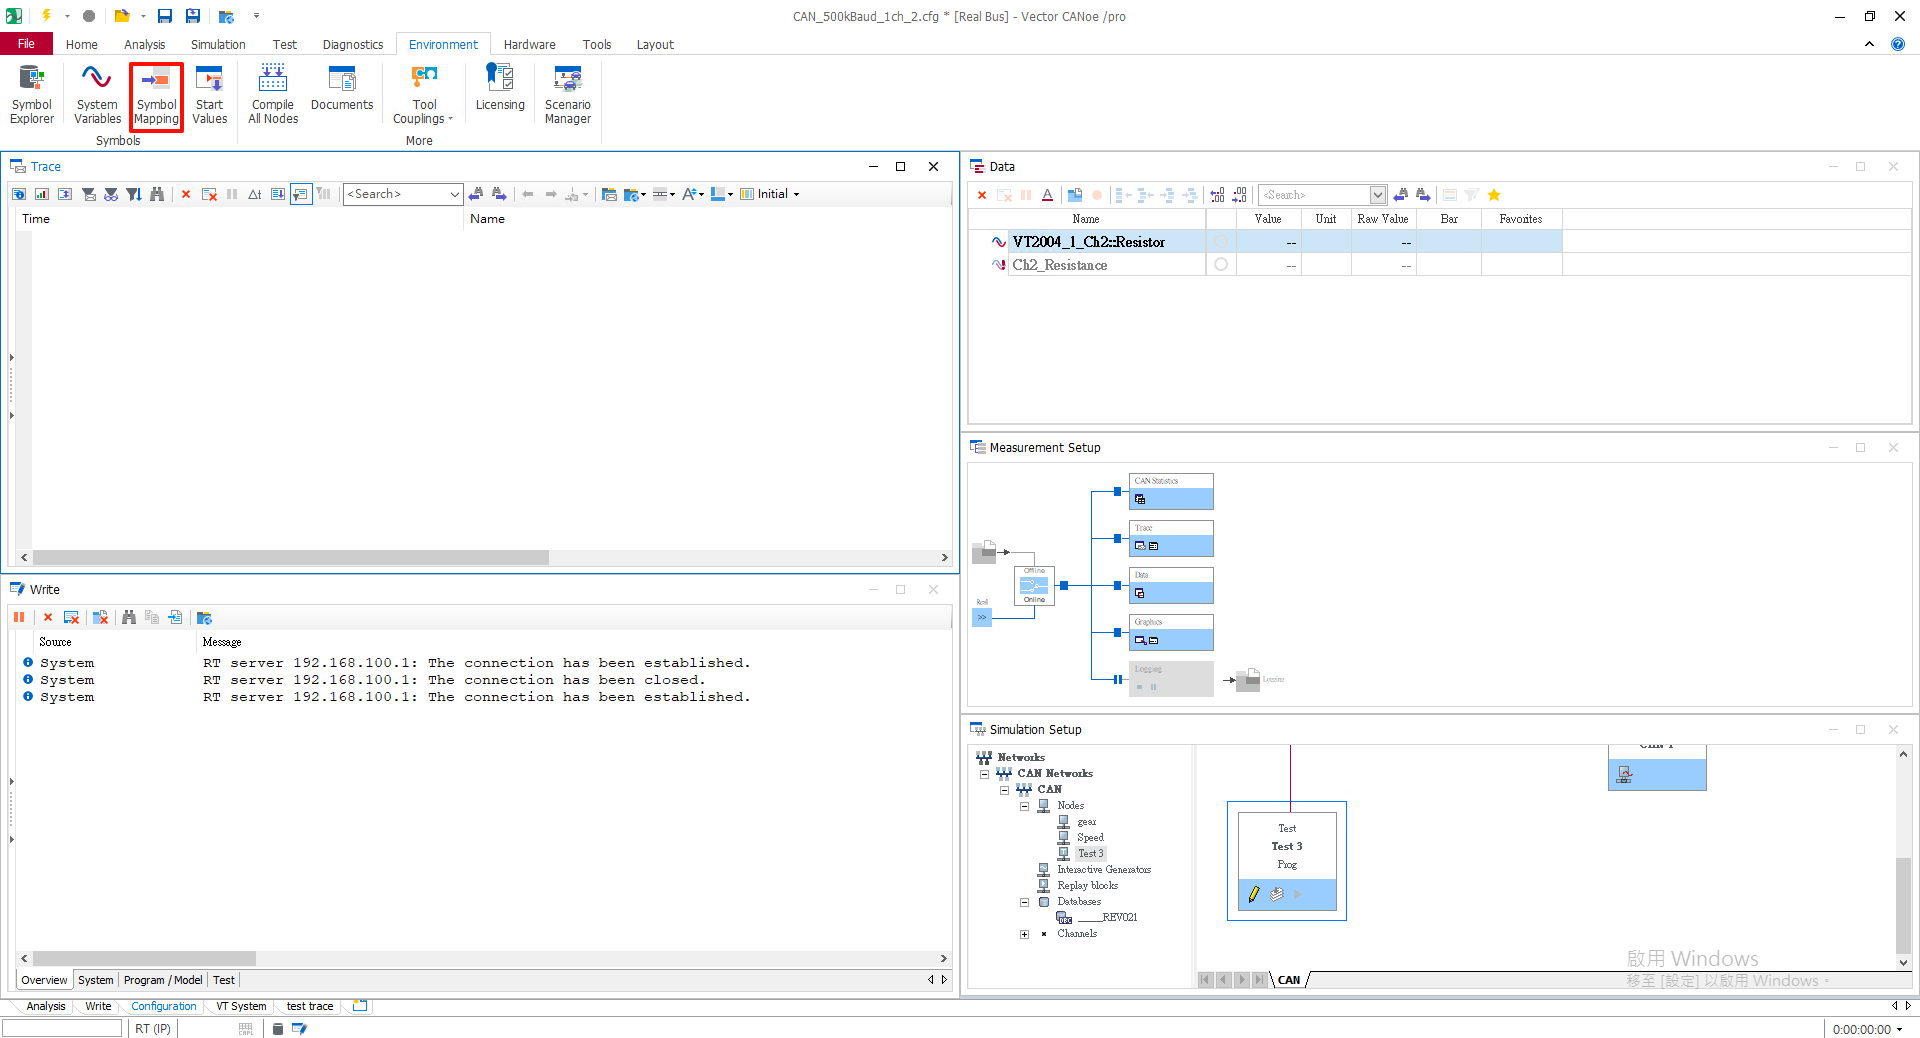 CAN_500kBaud_1ch_2.cfg * [Real Bus] - Vector CANoe /pro
File Home Analysis Simulation Test Diagnostics Environment Hardware Tools Layout
Symbol Explorer
System Variables
Symbol Mapping
Start Values
Compile All Nodes
Documents
Tool Couplings
Licensing
Scenario Manager
Symbols
More
Trace
<Search>
Δt
Initial
Time Name
Write
Source Message
System RT server 192.168.100.1: The connection has been established.
System RT server 192.168.100.1: The connection has been closed.
System RT server 192.168.100.1: The connection has been established.
Overview System Program / Model Test
Data
<Search>
Name Value Unit Raw Value Bar Favorites
VT2004_1_Ch2::Resistor -- --
Ch2_Resistance -- --
Measurement Setup
CAN Statistics
Trace
Data
Graphics
Logging
Logging
Offline
Online
Real
>>
Simulation Setup
Networks
CAN Networks
CAN
Nodes
gear
Speed
Test 3
Interactive Generators
Replay blocks
Databases
____REV021
Channels
Test
Test 3
Prog
CAN
啟用 Windows
移至 [設定] 以啟用 Windows。
Analysis Write Configuration VT System test trace
RT (IP)
0:00:00:00